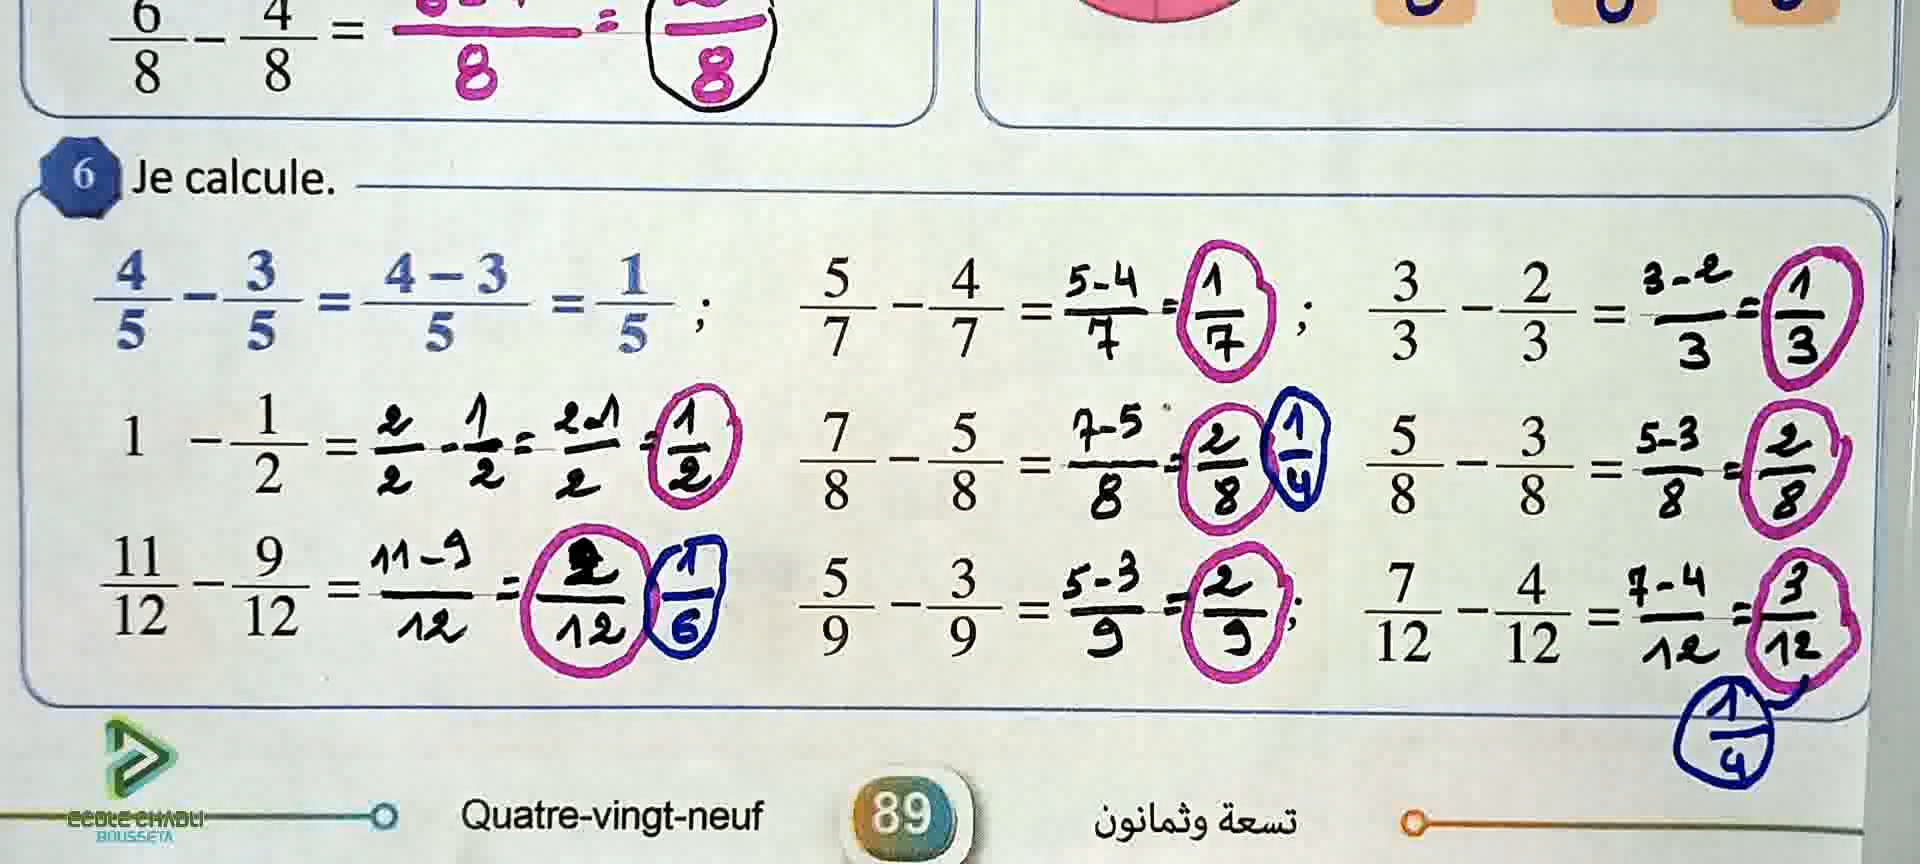 6/8 - 4/8 = /8 = /8
6 Je calcule.
4/5 - 3/5 = 4 - 3/5 = 1/5 ; 5/7 - 4/7 = 5-4/7 = 1/7 ; 3/3 - 2/3 = 3-2/3 = 1/3
1 - 1/2 = 2/2 - 1/2 = 2-1/2 = 1/2 7/8 - 5/8 = 7-5/8 = 2/8 1/4 5/8 - 3/8 = 5-3/8 = 2/8
11/12 - 9/12 = 11-9/12 = 2/12 1/6 5/9 - 3/9 = 5-3/9 = 2/9 ; 7/12 - 4/12 = 7-4/12 = 3/12
1/4
ECOLE CHADLI
BOUSSETA
Quatre-vingt-neuf 89 تسعة وثمانون